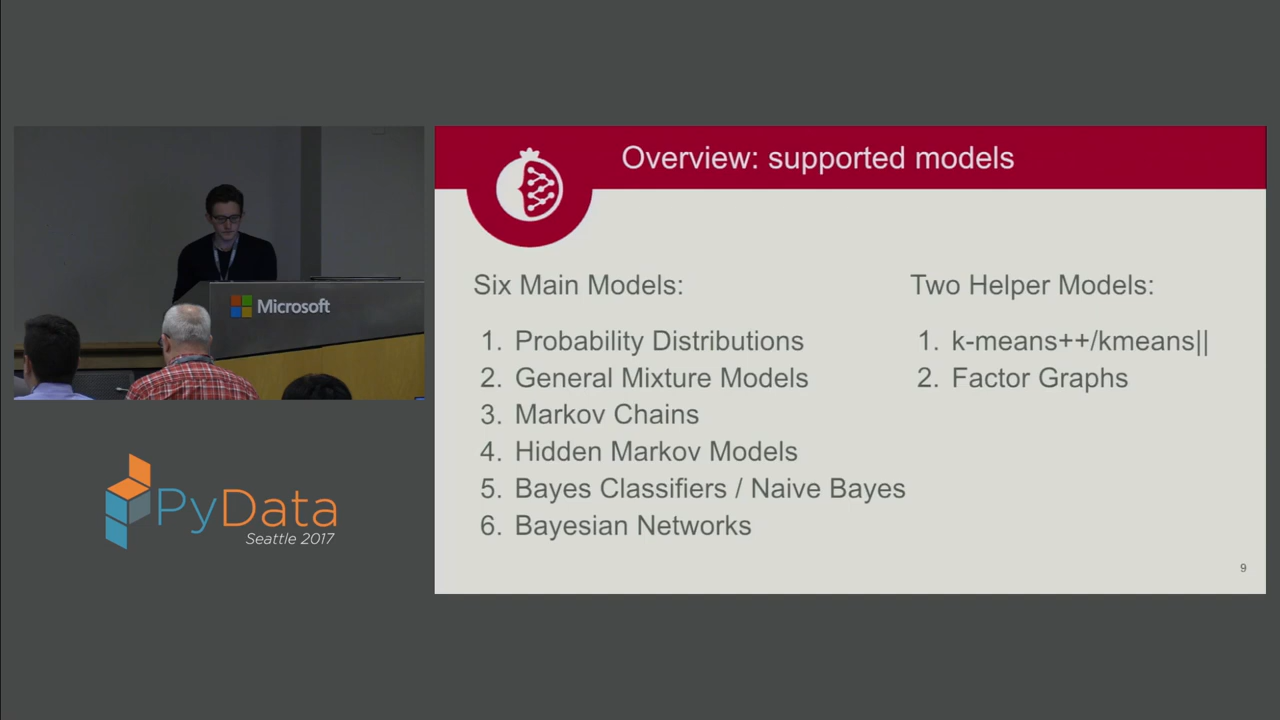 Overview: supported models
Six Main Models:
1. Probability Distributions
2. General Mixture Models
3. Markov Chains
4. Hidden Markov Models
5. Bayes Classifiers / Naive Bayes
6. Bayesian Networks
Two Helper Models:
1. k-means++/kmeans||
2. Factor Graphs
9
Microsoft
PyData
Seattle 2017